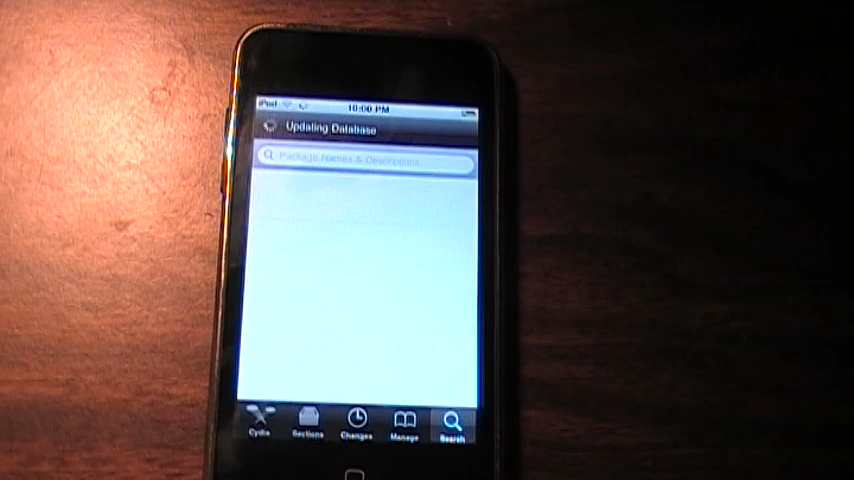 iPod 10:00 PM
Updating Database
Package Names & Descriptions
Cydia Sections Changes Manage Search